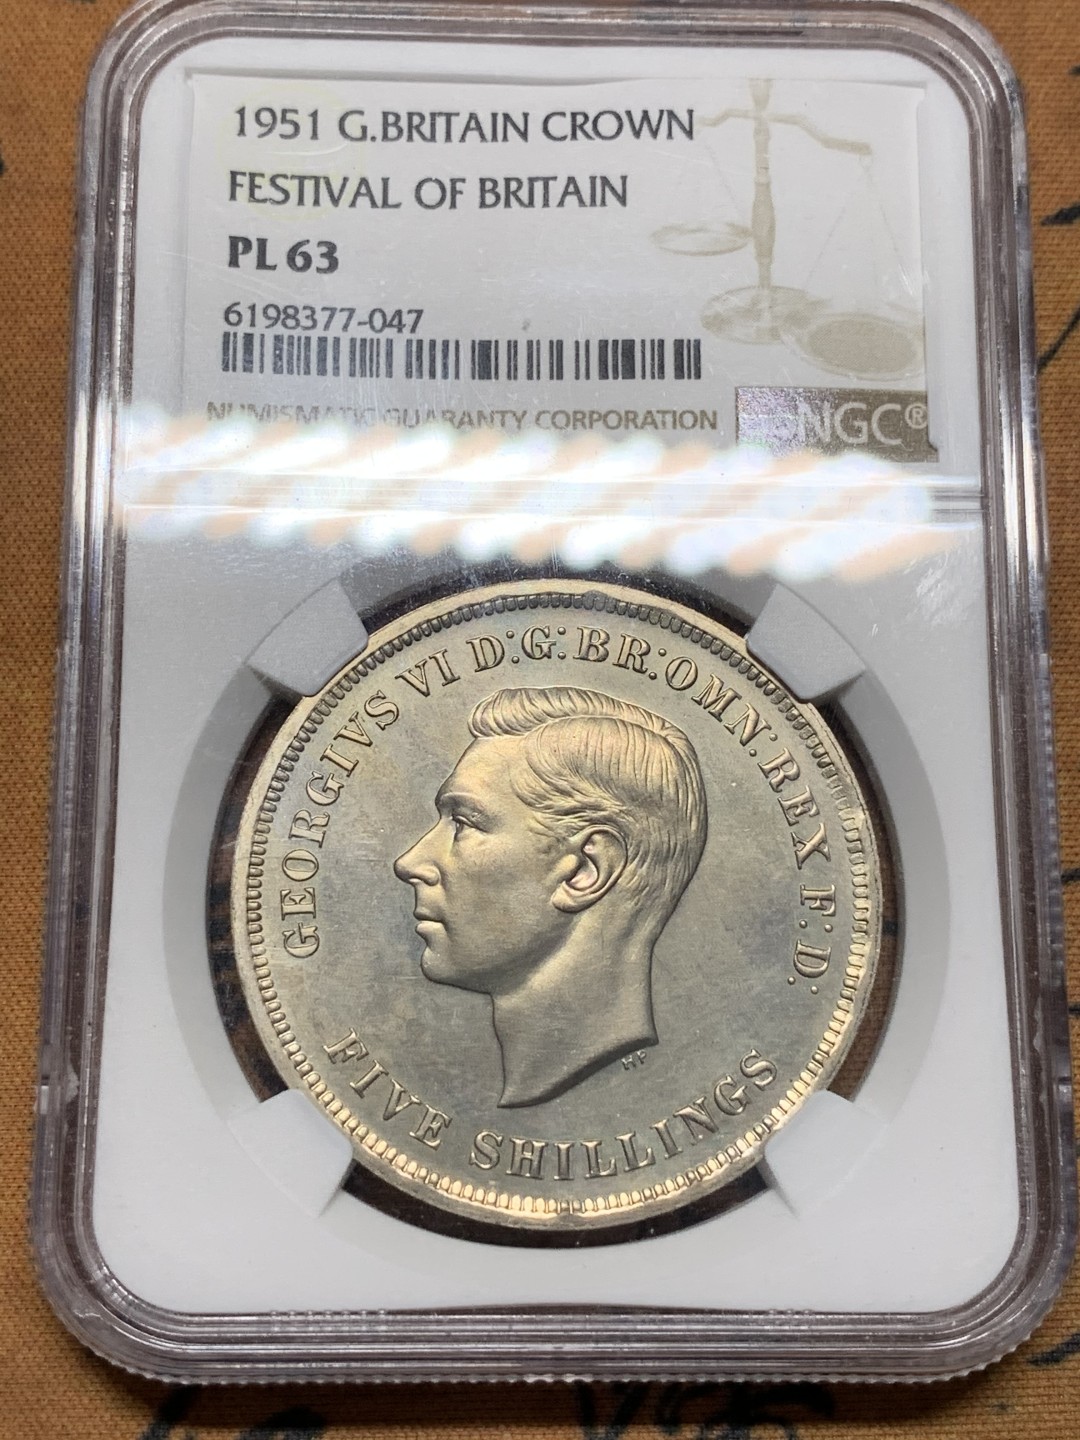 1951 G.BRITAIN CROWN
FESTIVAL OF BRITAIN
PL 63
6198377-047
NUMISMATIC GUARANTY CORPORATION
NGC®
GEORGIVS VI D:G:BR:OMN:REX F:D:
HP
FIVE SHILLINGS